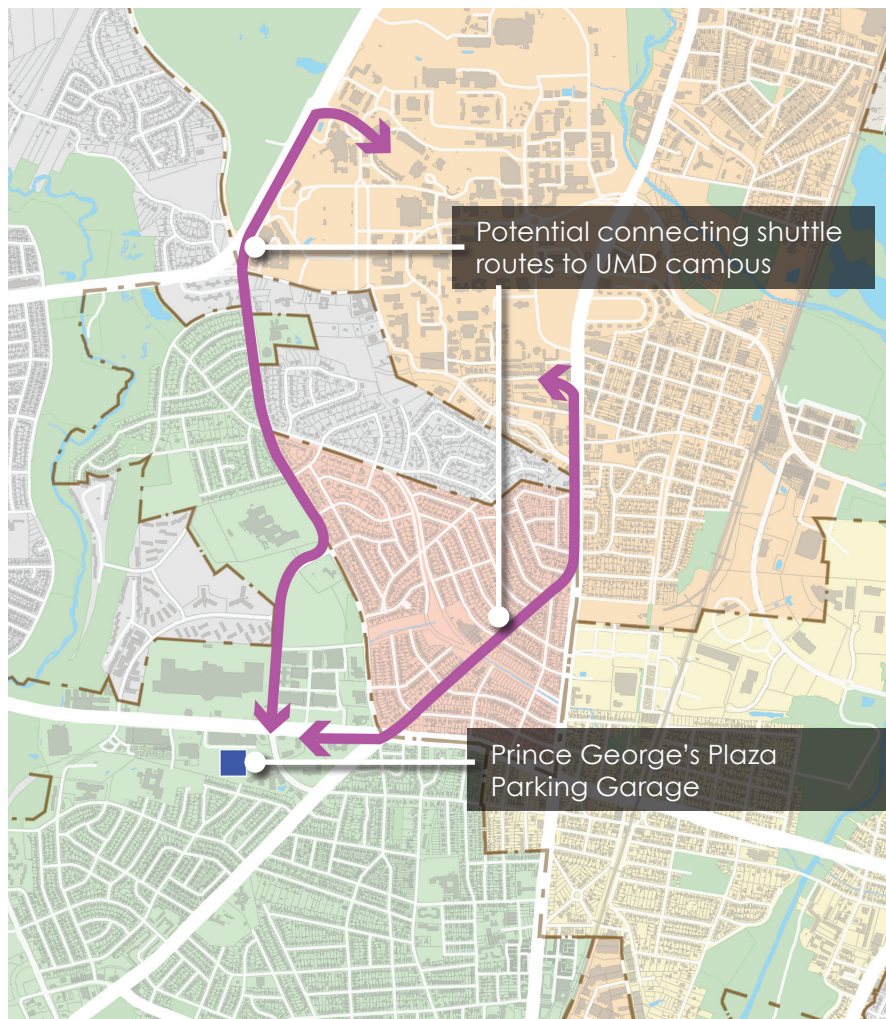 Potential connecting shuttle
routes to UMD campus
Prince George's Plaza
Parking Garage